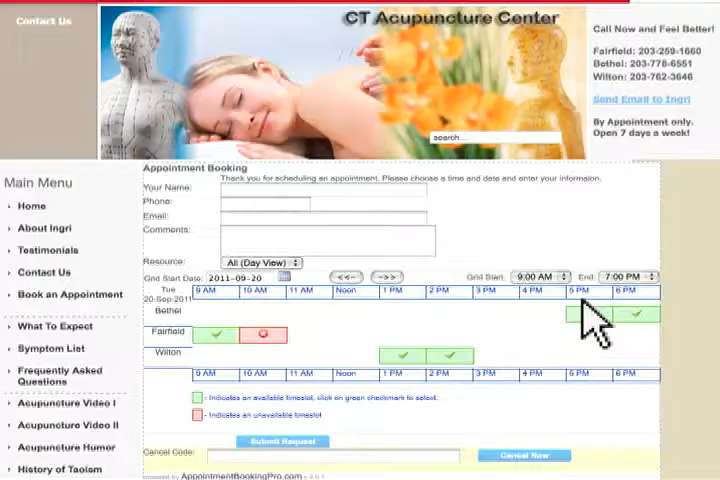 Contact Us
CT Acupuncture Center
Call Now and Feel Better!
Fairfield: 203-259-1660
Bethel: 203-778-6551
Wilton: 203-762-3646
Send Email to Ingri
By Appointment only.
Open 7 days a week!
search...
Main Menu
Home
About Ingri
Testimonials
Contact Us
Book an Appointment
What To Expect
Symptom List
Frequently Asked
Questions
Acupuncture Video I
Acupuncture Video II
Acupuncture Humor
History of Taoism
Appointment Booking
Thank you for scheduling an appointment. Please choose a time and date and enter your information.
Your Name:
Phone:
Email:
Comments:
Resource: All (Day View)
Grid Start Date: 2011-09-20 <<- ->> Grid Start: 9:00 AM End: 7:00 PM
Tue 9 AM 10 AM 11 AM Noon 1 PM 2 PM 3 PM 4 PM 5 PM 6 PM
20-Sep-2011
Bethel
Fairfield
Wilton
9 AM 10 AM 11 AM Noon 1 PM 2 PM 3 PM 4 PM 5 PM 6 PM
- Indicates an available timeslot, click on green checkmark to select.
- Indicates an unavailable timeslot
Submit Request
Cancel Code: Cancel Now
powered by AppointmentBookingPro.com